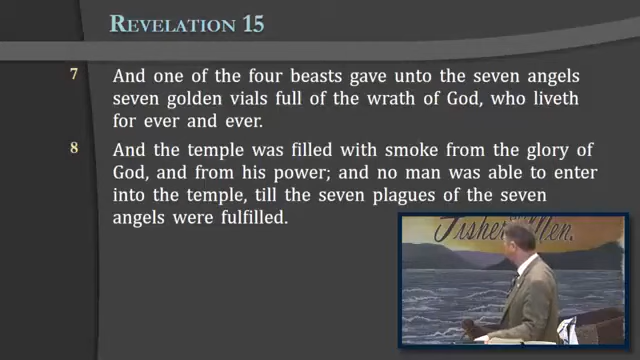 REVELATION 15
7 And one of the four beasts gave unto the seven angels
seven golden vials full of the wrath of God, who liveth
for ever and ever.
8 And the temple was filled with smoke from the glory of
God, and from his power; and no man was able to enter
into the temple, till the seven plagues of the seven
angels were fulfilled.
Fishers Men.